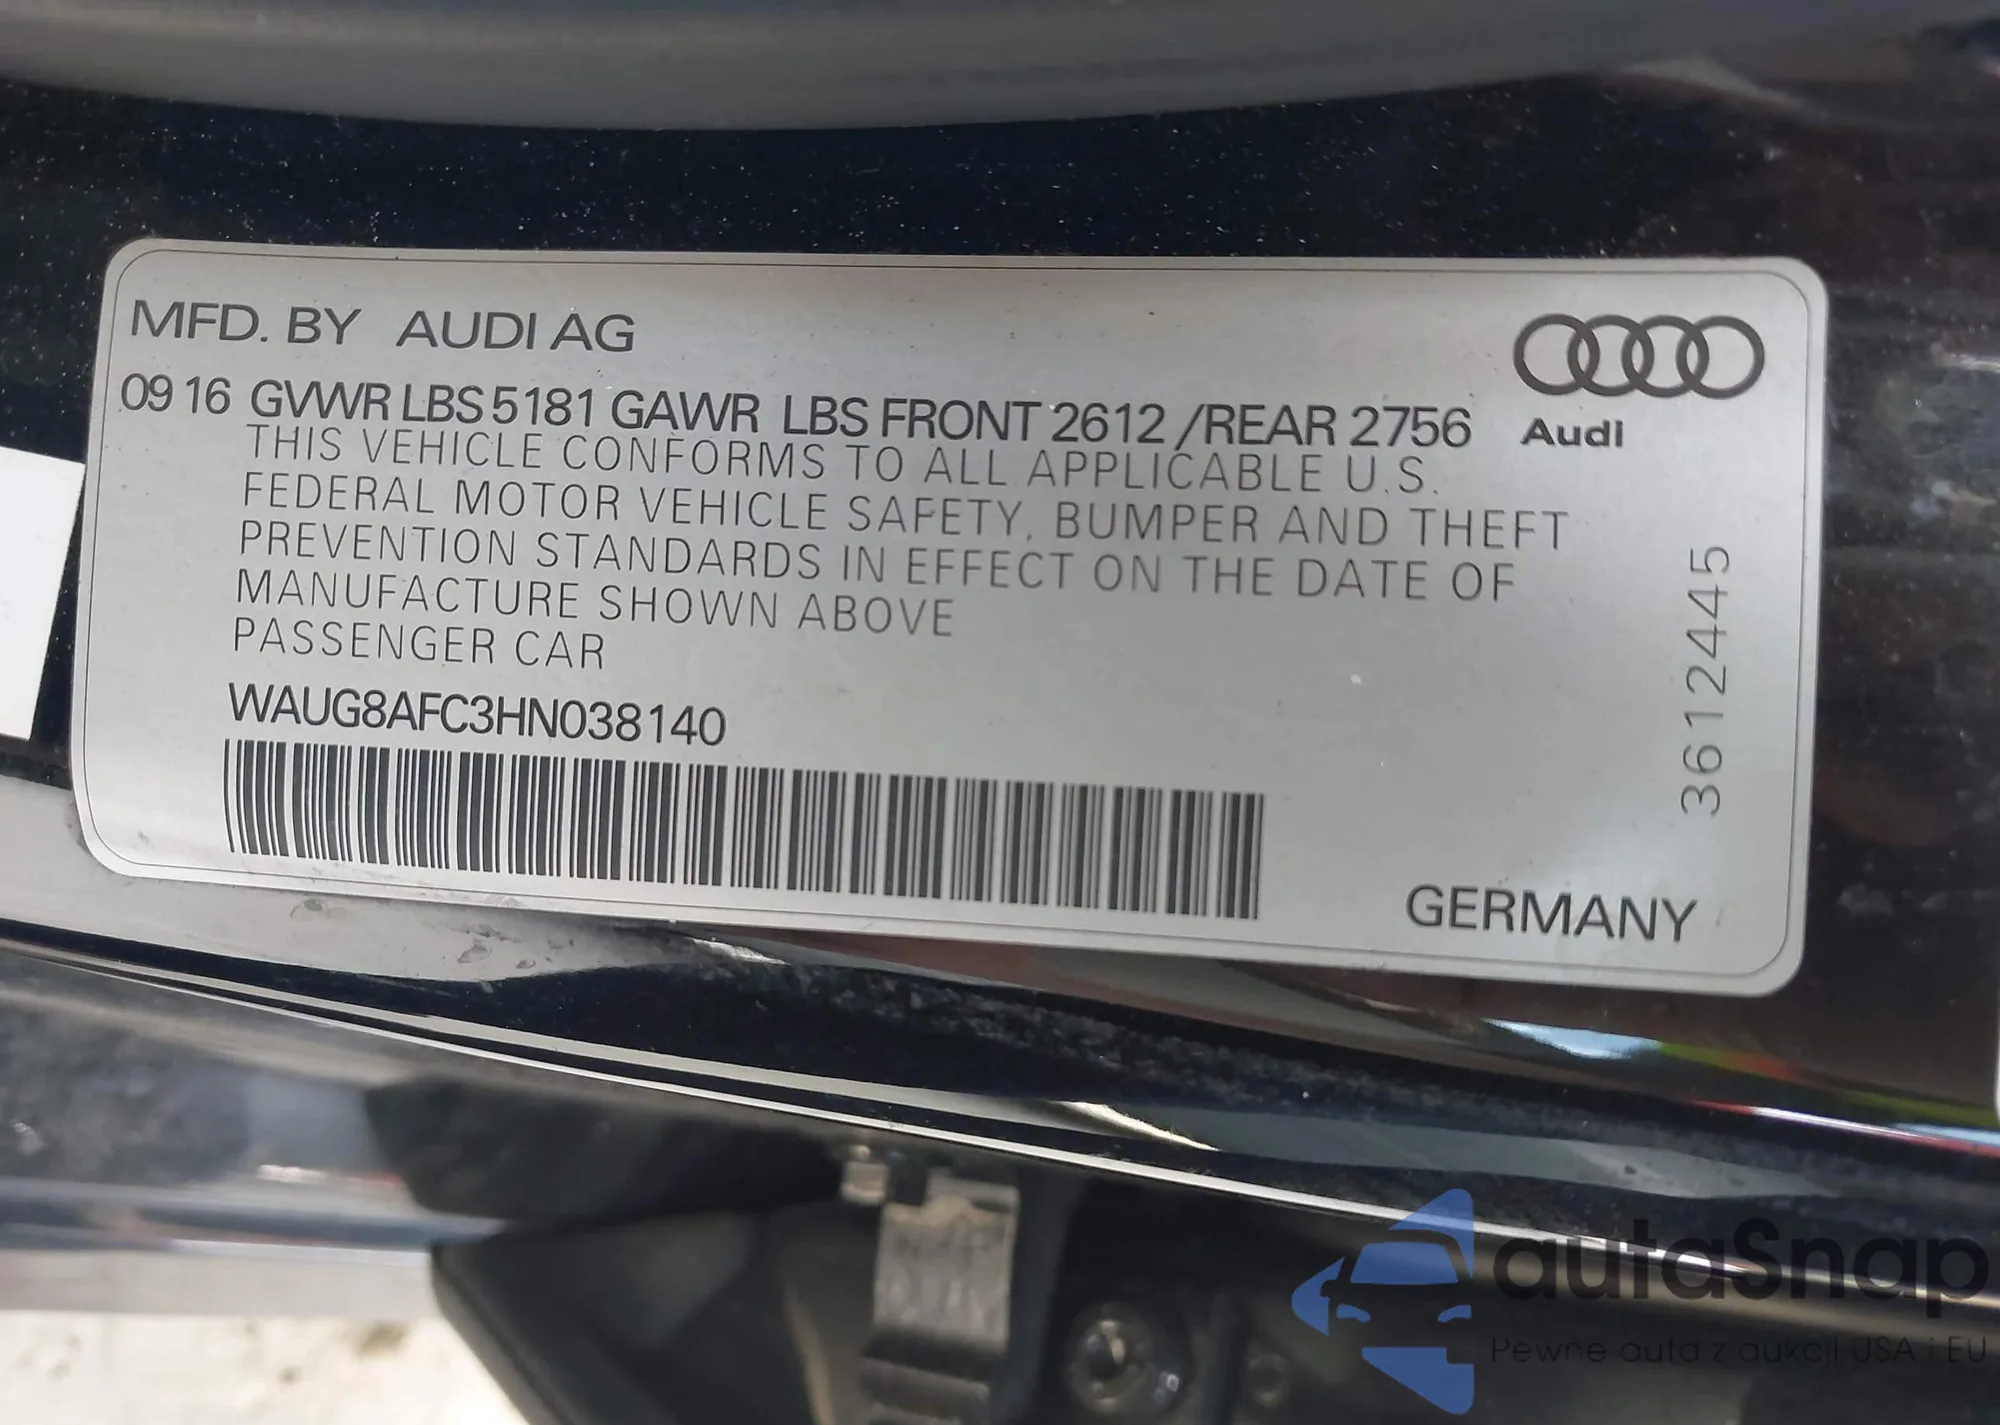 MFD. BY AUDI AG
09 16 GVWR LBS 5181 GAWR LBS FRONT 2612 /REAR 2756
Audi
THIS VEHICLE CONFORMS TO ALL APPLICABLE U.S.
FEDERAL MOTOR VEHICLE SAFETY, BUMPER AND THEFT
PREVENTION STANDARDS IN EFFECT ON THE DATE OF
MANUFACTURE SHOWN ABOVE
PASSENGER CAR
WAUG8AFC3HN038140
3612445
GERMANY
autaSnap
Pewne auta z aukcji USA i EU